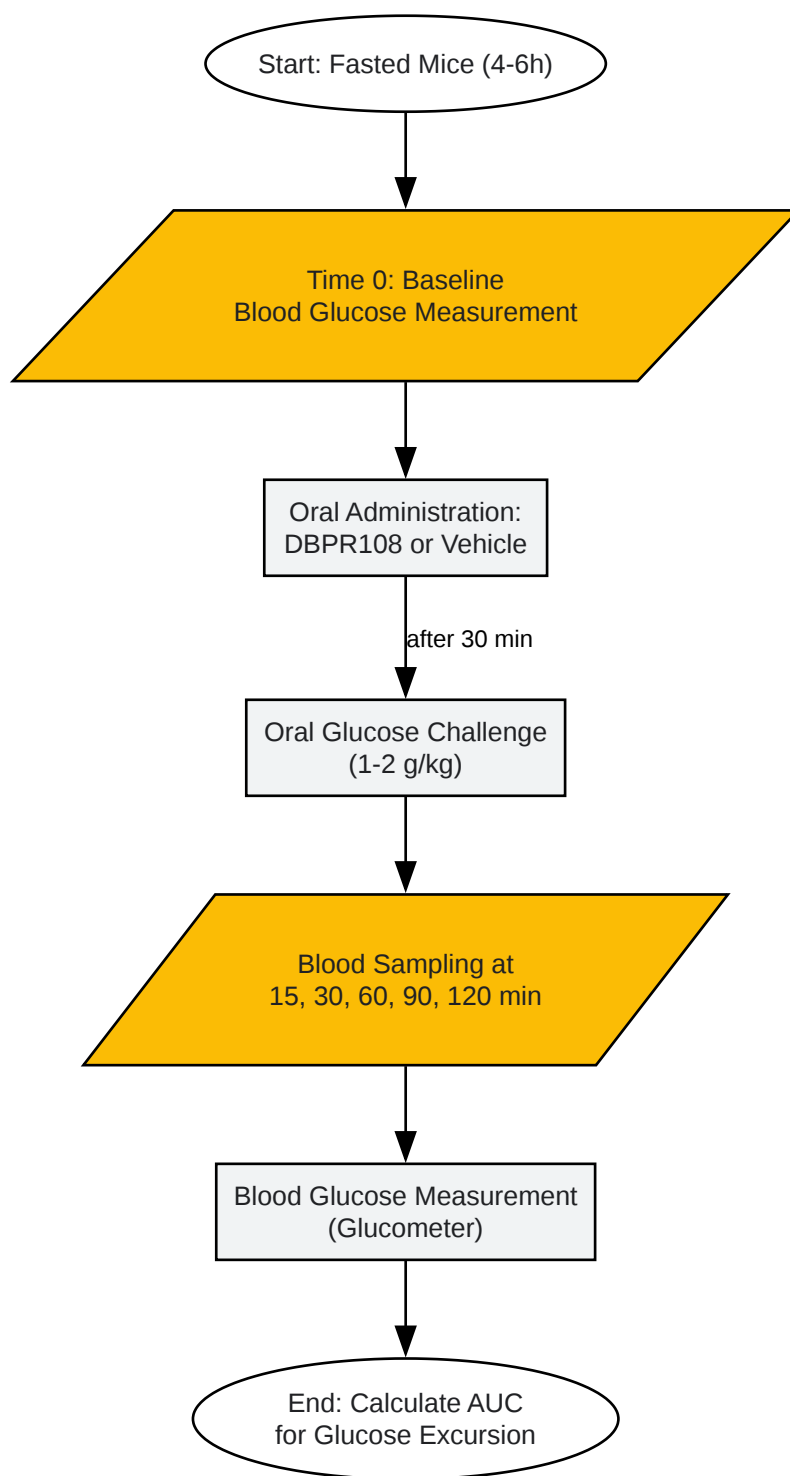 Start: Fasted Mice (4-6h)
Time 0: Baseline
Blood Glucose Measurement
Oral Administration:
DBPR108 or Vehicle
after 30 min
Oral Glucose Challenge
(1-2 g/kg)
Blood Sampling at
15, 30, 60, 90, 120 min
Blood Glucose Measurement
(Glucometer)
End: Calculate AUC
for Glucose Excursion